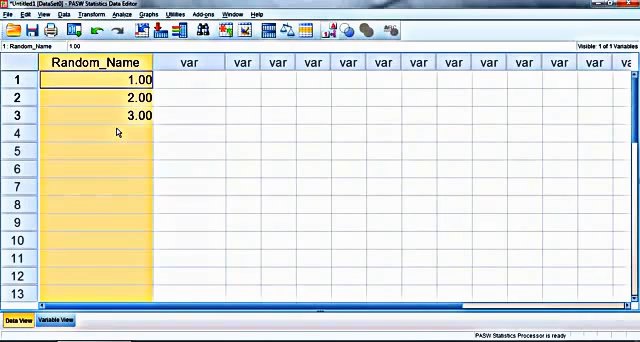 *Untitled1 [DataSet0] - PASW Statistics Data Editor
File Edit View Data Transform Analyze Graphs Utilities Add-ons Window Help
1 : Random_Name 1.00 Visible: 1 of 1 Variables
Random_Name var var var var var var var var var var var va
1 1.00
2 2.00
3 3.00
4
5
6
7
8
9
10
11
12
13
Data View Variable View
PASW Statistics Processor is ready